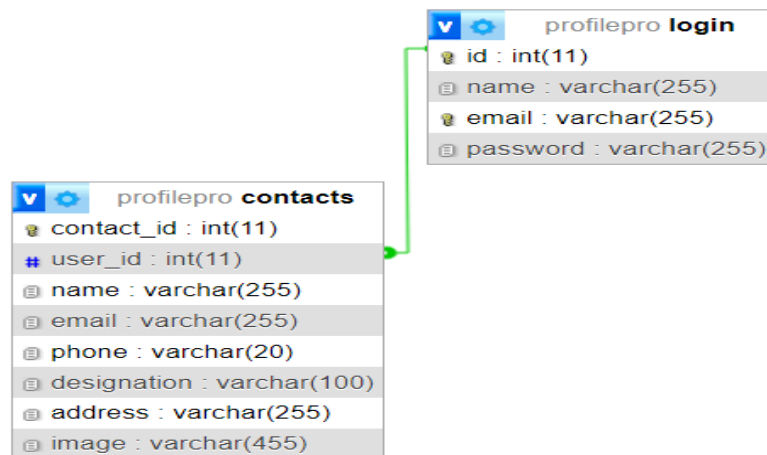 v profilepro login
id : int(11)
name : varchar(255)
email : varchar(255)
password : varchar(255)
v profilepro contacts
contact_id : int(11)
# user_id : int(11)
name : varchar(255)
email : varchar(255)
phone : varchar(20)
designation : varchar(100)
address : varchar(255)
image : varchar(455)